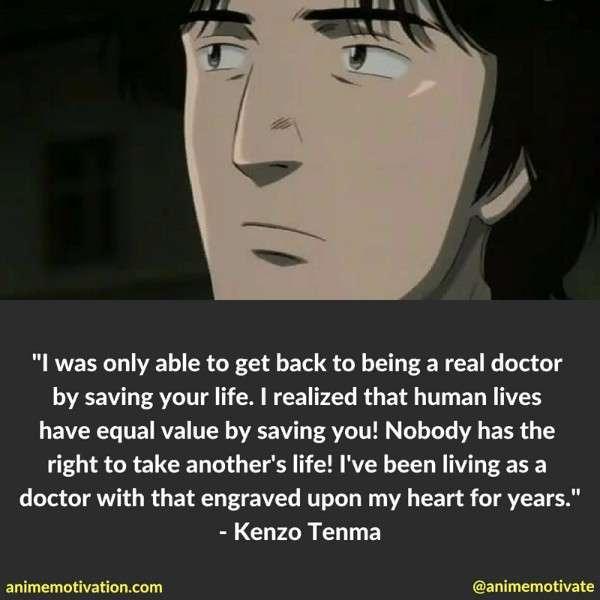 "I was only able to get back to being a real doctor
by saving your life. I realized that human lives
have equal value by saving you! Nobody has the
right to take another's life! I've been living as a
doctor with that engraved upon my heart for years."
- Kenzo Tenma
animemotivation.com
@animemotivate